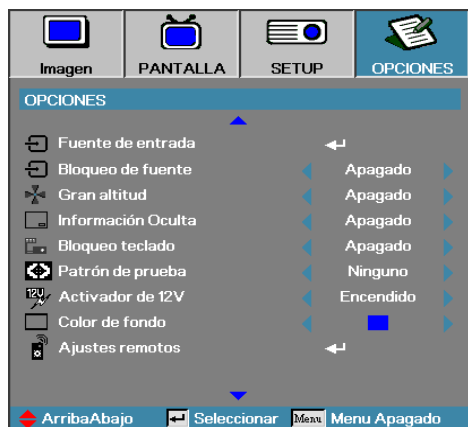 Imagen PANTALLA SETUP OPCIONES
OPCIONES
Fuente de entrada
Bloqueo de fuente Apagado
Gran altitud Apagado
Información Oculta Apagado
Bloqueo teclado Apagado
Patrón de prueba Ninguno
12V Activador de 12V Encendido
Color de fondo
Ajustes remotos
ArribaAbajo Seleccionar Menu Menu Apagado